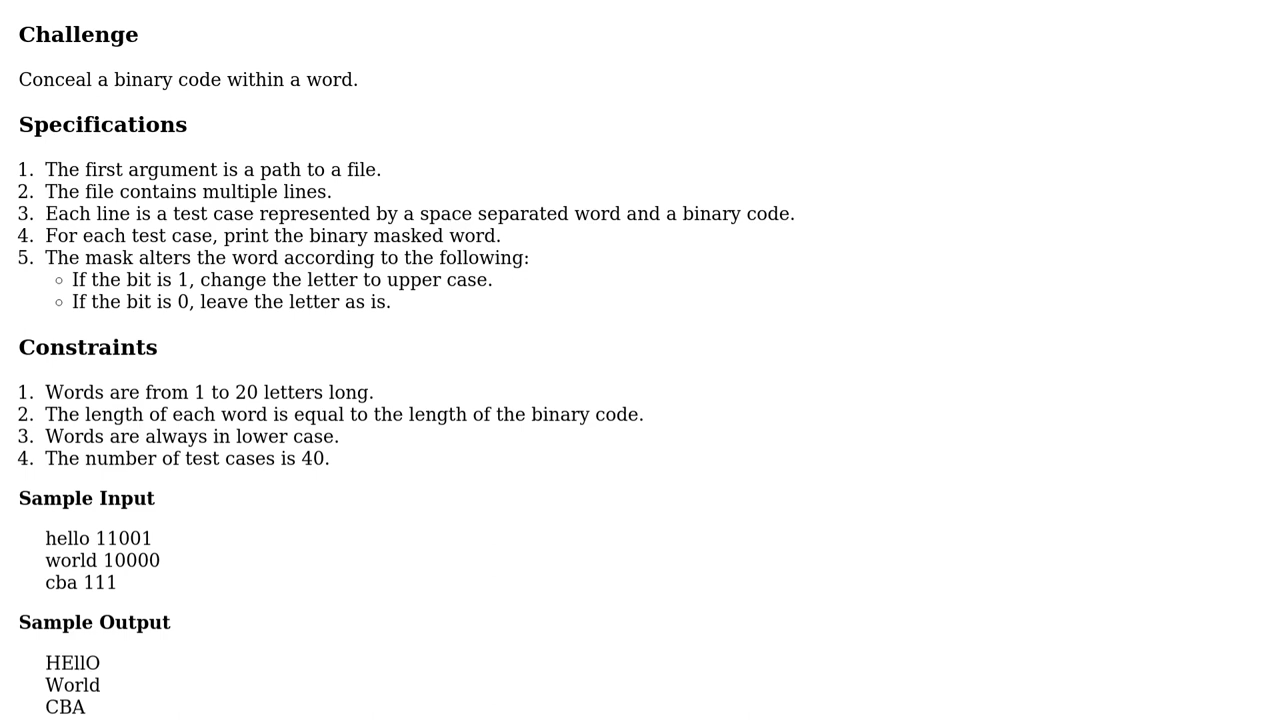 Challenge
Conceal a binary code within a word.
Specifications
1. The first argument is a path to a file.
2. The file contains multiple lines.
3. Each line is a test case represented by a space separated word and a binary code.
4. For each test case, print the binary masked word.
5. The mask alters the word according to the following:
◦ If the bit is 1, change the letter to upper case.
◦ If the bit is 0, leave the letter as is.
Constraints
1. Words are from 1 to 20 letters long.
2. The length of each word is equal to the length of the binary code.
3. Words are always in lower case.
4. The number of test cases is 40.
Sample Input
hello 11001
world 10000
cba 111
Sample Output
HEllO
World
CBA